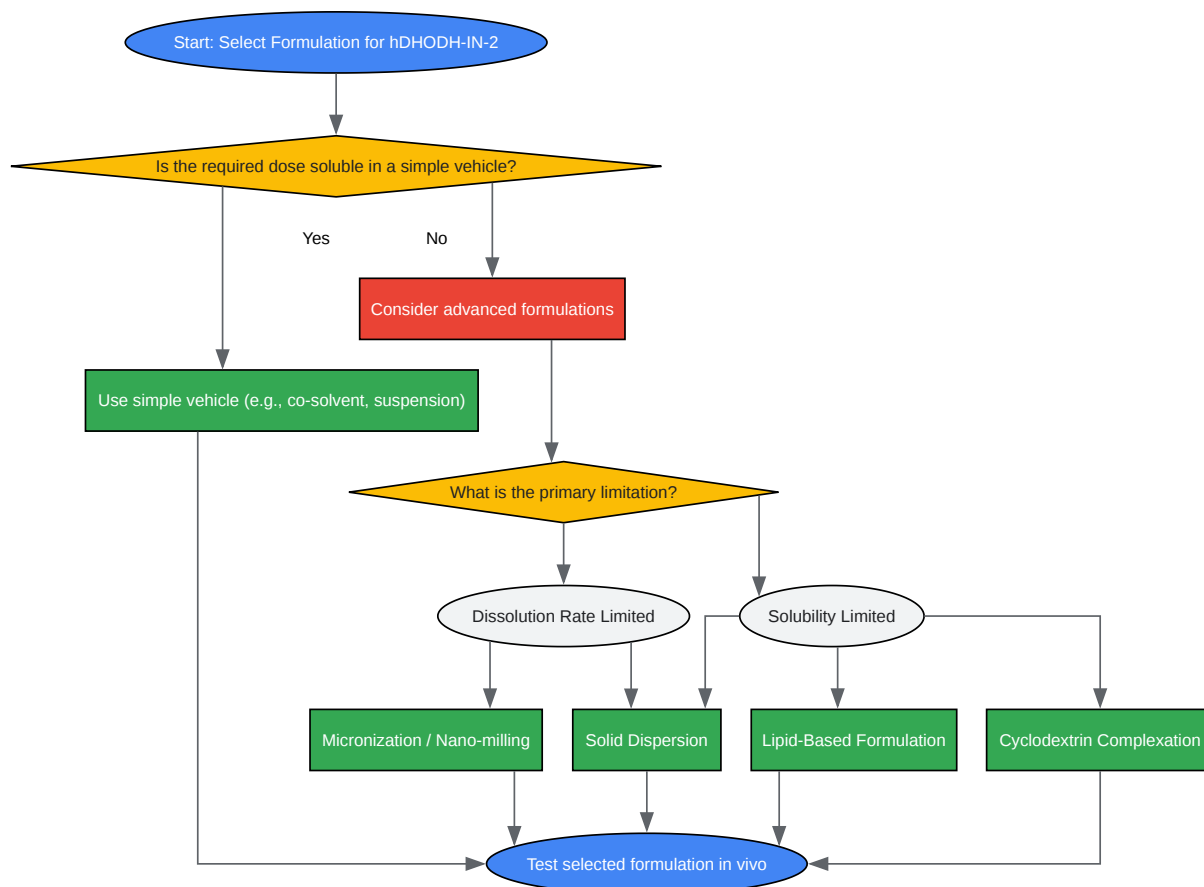 Start: Select Formulation for hDHODH-IN-2
Is the required dose soluble in a simple vehicle?
Yes
No
Consider advanced formulations
Use simple vehicle (e.g., co-solvent, suspension)
What is the primary limitation?
Dissolution Rate Limited
Solubility Limited
Micronization / Nano-milling
Solid Dispersion
Lipid-Based Formulation
Cyclodextrin Complexation
Test selected formulation in vivo